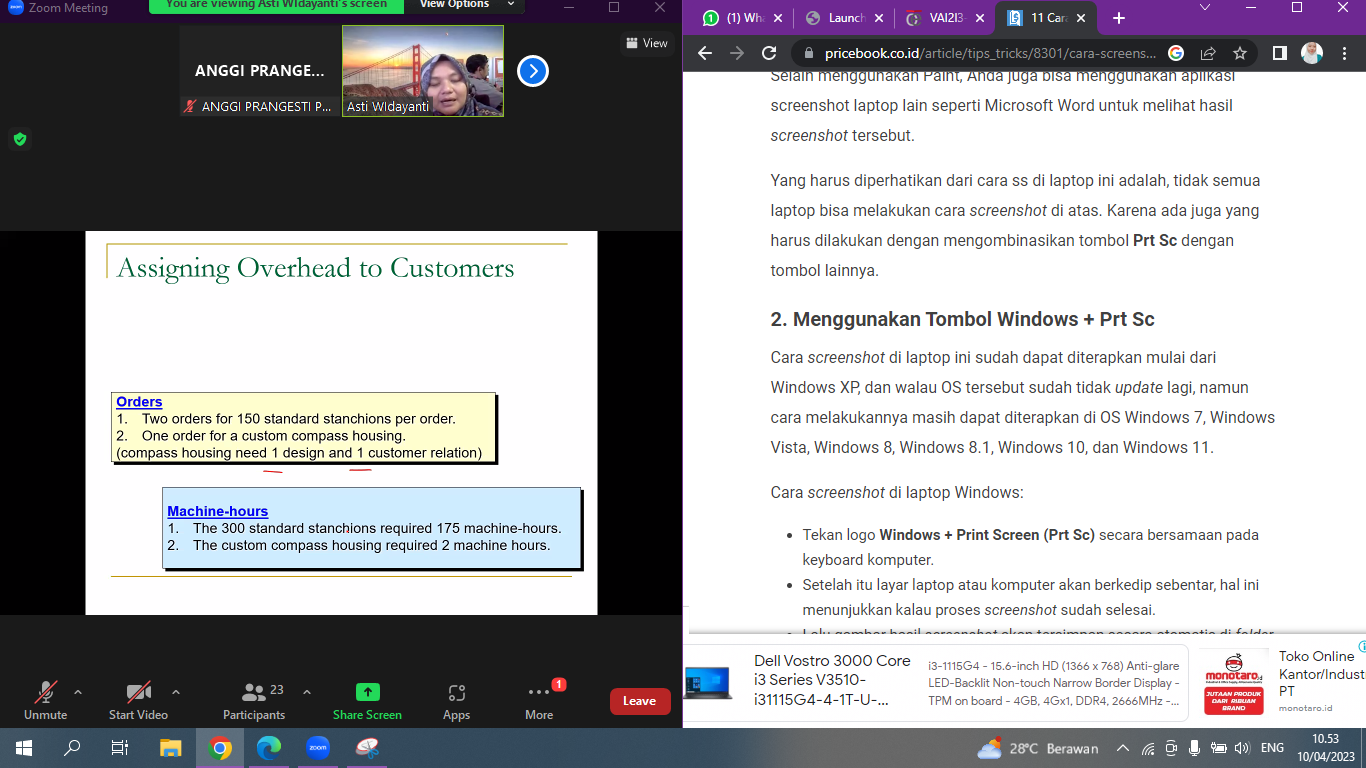 Zoom Meeting
You are viewing Asti WIdayanti's screen
View Options
ANGGI PRANGE...
ANGGI PRANGESTI P...
Asti WIdayanti
View
Assigning Overhead to Customers
Orders
1. Two orders for 150 standard stanchions per order.
2. One order for a custom compass housing.
(compass housing need 1 design and 1 customer relation)
Machine-hours
1. The 300 standard stanchions required 175 machine-hours.
2. The custom compass housing required 2 machine hours.
Unmute
Start Video
23
Participants
Share Screen
Apps
1
More
Leave
(1) Wha
Launch
VAI2I3
11 Cara
pricebook.co.id/article/tips_tricks/8301/cara-screens...
Selain menggunakan Paint, Anda juga bisa menggunakan aplikasi
screenshot laptop lain seperti Microsoft Word untuk melihat hasil
screenshot tersebut.
Yang harus diperhatikan dari cara ss di laptop ini adalah, tidak semua
laptop bisa melakukan cara screenshot di atas. Karena ada juga yang
harus dilakukan dengan mengombinasikan tombol Prt Sc dengan
tombol lainnya.
2. Menggunakan Tombol Windows + Prt Sc
Cara screenshot di laptop ini sudah dapat diterapkan mulai dari
Windows XP, dan walau OS tersebut sudah tidak update lagi, namun
cara melakukannya masih dapat diterapkan di OS Windows 7, Windows
Vista, Windows 8, Windows 8.1, Windows 10, dan Windows 11.
Cara screenshot di laptop Windows:
• Tekan logo Windows + Print Screen (Prt Sc) secara bersamaan pada
keyboard komputer.
• Setelah itu layar laptop atau komputer akan berkedip sebentar, hal ini
menunjukkan kalau proses screenshot sudah selesai.
• Lalu gambar hasil screenshot akan tersimpan secara otomatis di folder
Dell Vostro 3000 Core
i3 Series V3510-
i31115G4-4-1T-U-...
i3-1115G4 - 15.6-inch HD (1366 x 768) Anti-glare
LED-Backlit Non-touch Narrow Border Display -
TPM on board - 4GB, 4Gx1, DDR4, 2666MHz -...
monotaro.id
JUTAAN PRODUK
DARI RIBUAN
BRAND
Toko Online
Kantor/Indust
PT
monotaro.id
zoom
28°C Berawan
ENG
10.53
10/04/2023